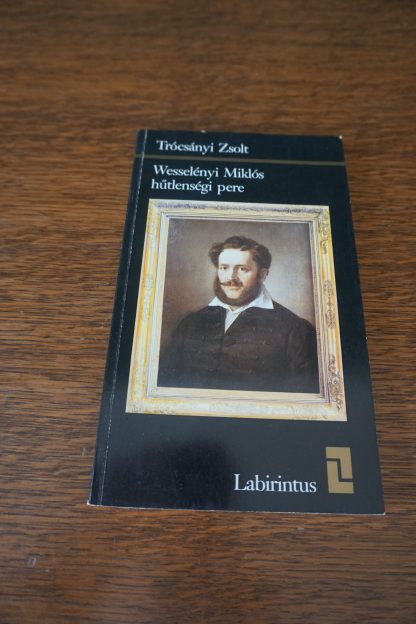 Trócsányi Zsolt
Wesselényi Miklós
hűtlenségi pere
Labirintus